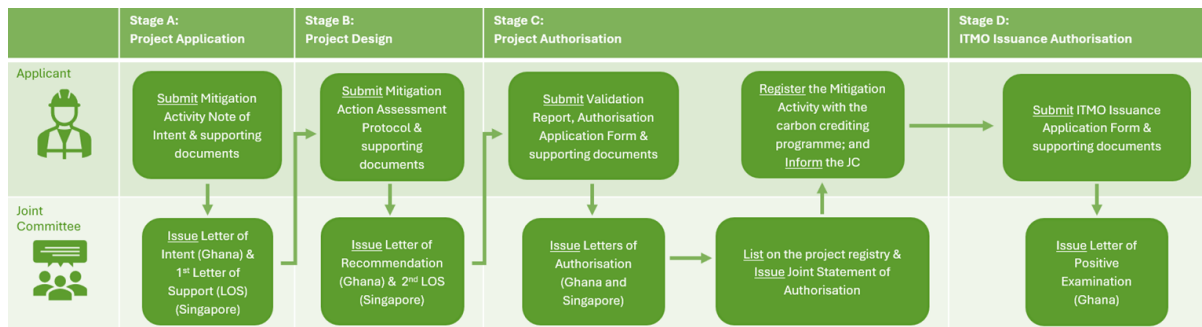 Stage A:
Project Application
Stage B:
Project Design
Stage C:
Project Authorisation
Stage D:
ITMO Issuance Authorisation
Applicant
Submit Mitigation
Activity Note of
Intent & supporting
documents
Submit Mitigation
Action Assessment
Protocol &
supporting
documents
Submit Validation
Report, Authorisation
Application Form &
supporting documents
Register the Mitigation
Activity with the
carbon crediting
programme; and
Inform the JC
Submit ITMO Issuance
Application Form &
supporting documents
Joint
Committee
Issue Letter of
Intent (Ghana) &
1st Letter of
Support (LOS)
(Singapore)
Issue Letter of
Recommendation
(Ghana) & 2nd LOS
(Singapore)
Issue Letters of
Authorisation
(Ghana and
Singapore)
List on the project registry &
Issue Joint Statement of
Authorisation
Issue Letter of
Positive
Examination
(Ghana)